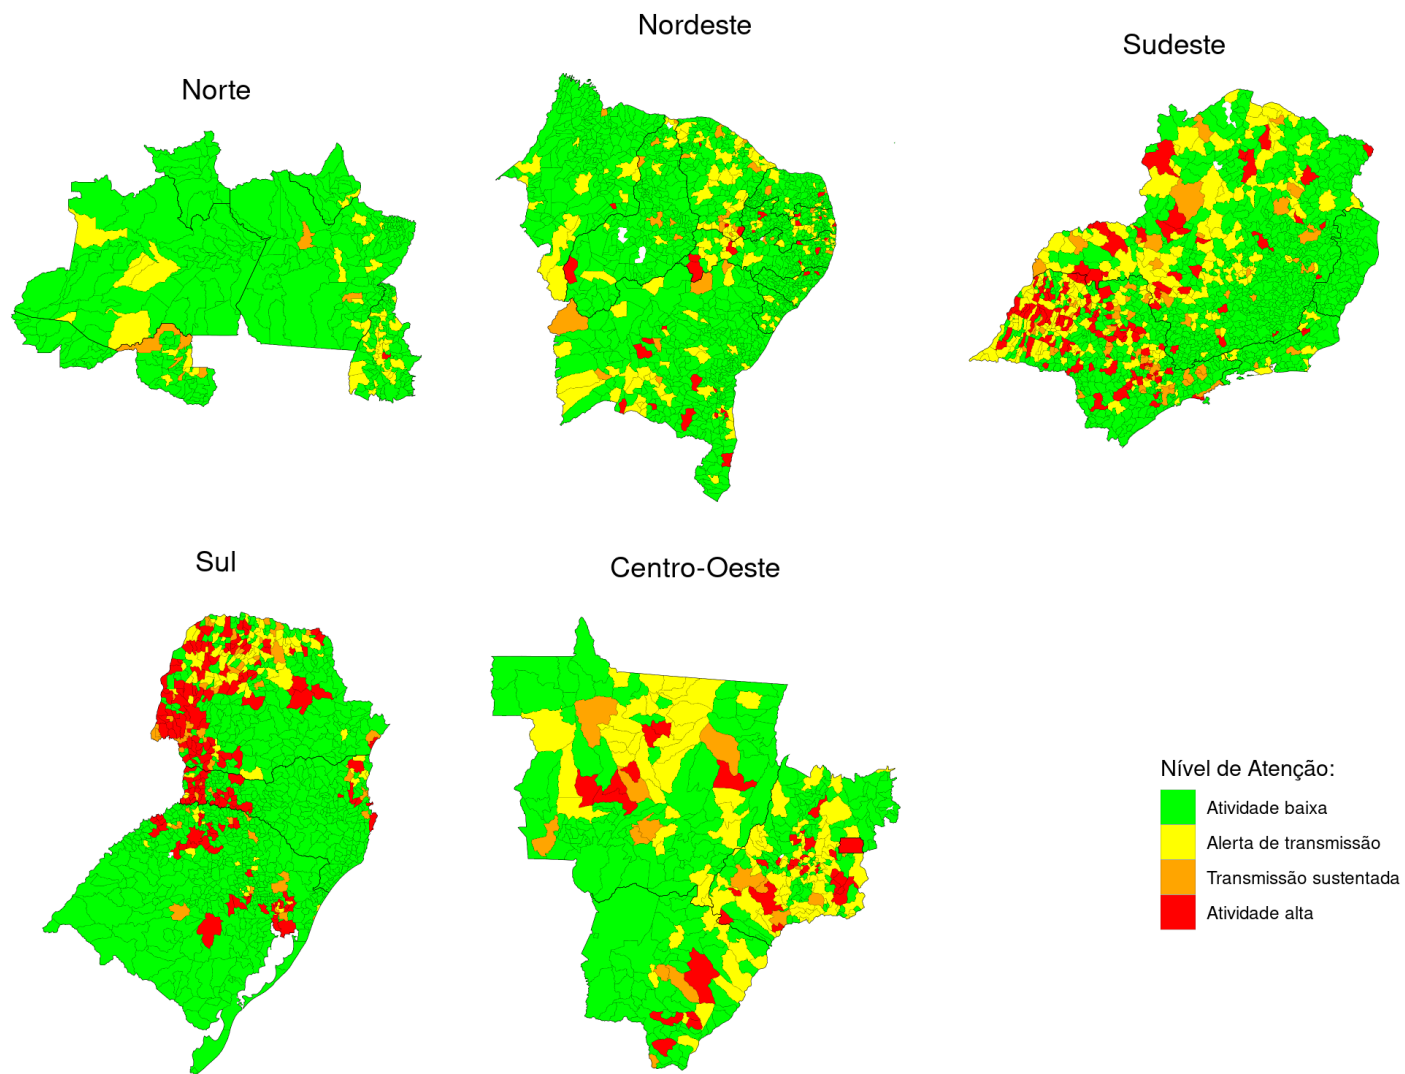 Norte
Nordeste
Sudeste
Sul
Centro-Oeste
Nível de Atenção:
Atividade baixa
Alerta de transmissão
Transmissão sustentada
Atividade alta